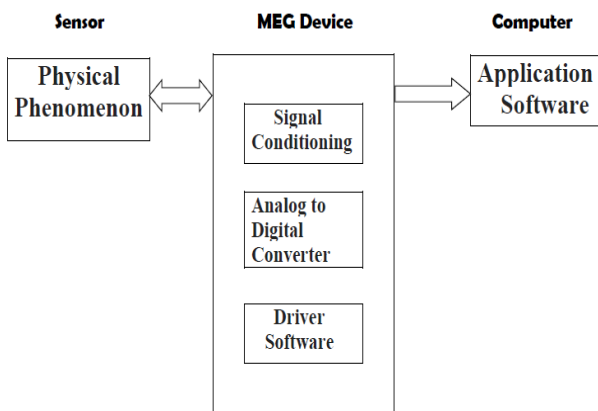 Sensor
MEG Device
Computer
Physical
Phenomenon
Application
Software
Signal
Conditioning
Analog to
Digital
Converter
Driver
Software